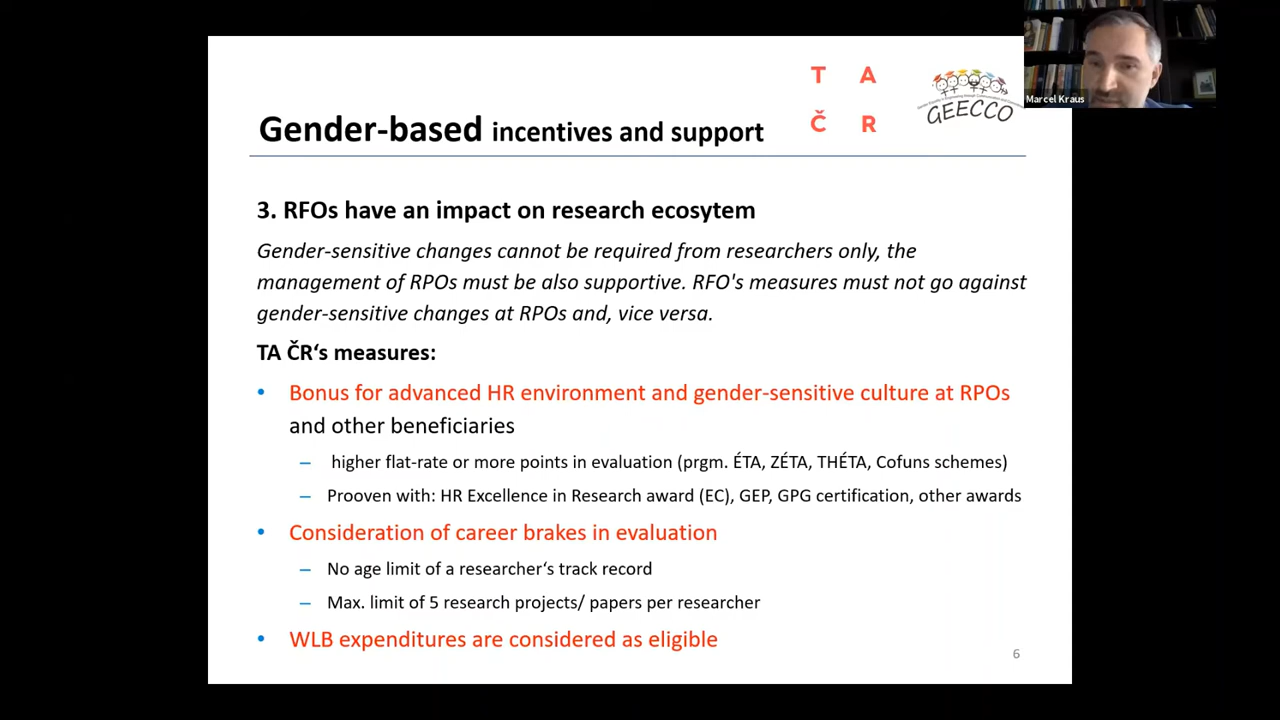 T A
Č R
GEECCO
Marcel Kraus
Gender-based incentives and support
3. RFOs have an impact on research ecosytem
Gender-sensitive changes cannot be required from researchers only, the
management of RPOs must be also supportive. RFO's measures must not go against
gender-sensitive changes at RPOs and, vice versa.
TA ČR‘s measures:
• Bonus for advanced HR environment and gender-sensitive culture at RPOs
and other beneficiaries
– higher flat-rate or more points in evaluation (prgm. ÉTA, ZÉTA, THÉTA, Cofuns schemes)
– Prooven with: HR Excellence in Research award (EC), GEP, GPG certification, other awards
• Consideration of career brakes in evaluation
– No age limit of a researcher‘s track record
– Max. limit of 5 research projects/ papers per researcher
• WLB expenditures are considered as eligible
6